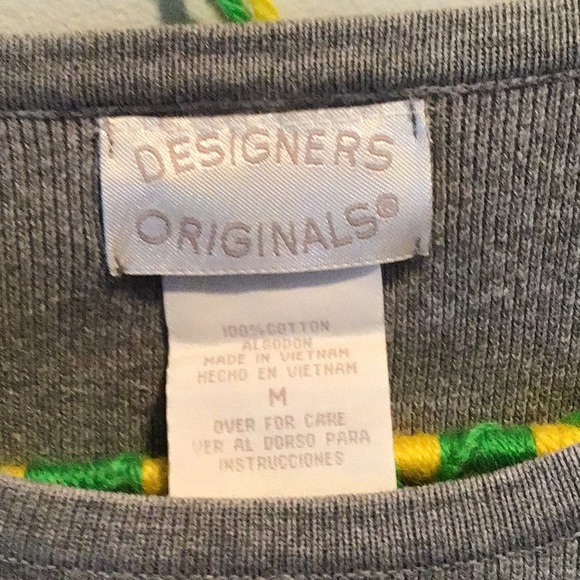 DESIGNERS
ORIGINALS®
100% COTTON
ALGODON
MADE IN VIETNAM
HECHO EN VIETNAM
M
OVER FOR CARE
VER AL DORSO PARA
INSTRUCCIONES